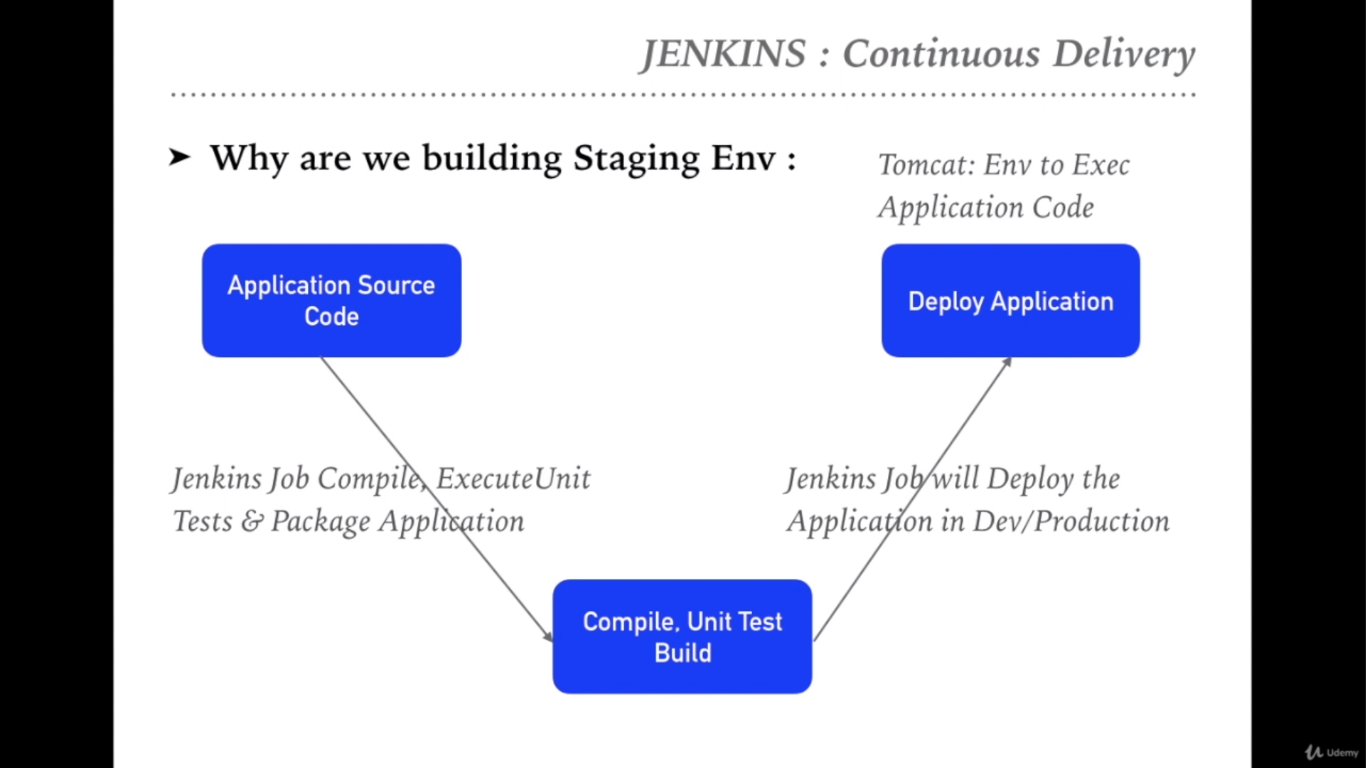 JENKINS : Continuous Delivery
➤ Why are we building Staging Env :
Tomcat: Env to Exec
Application Code
Application Source
Code
Deploy Application
Jenkins Job Compile, ExecuteUnit
Tests & Package Application
Jenkins Job will Deploy the
Application in Dev/Production
Compile, Unit Test
Build
Udemy